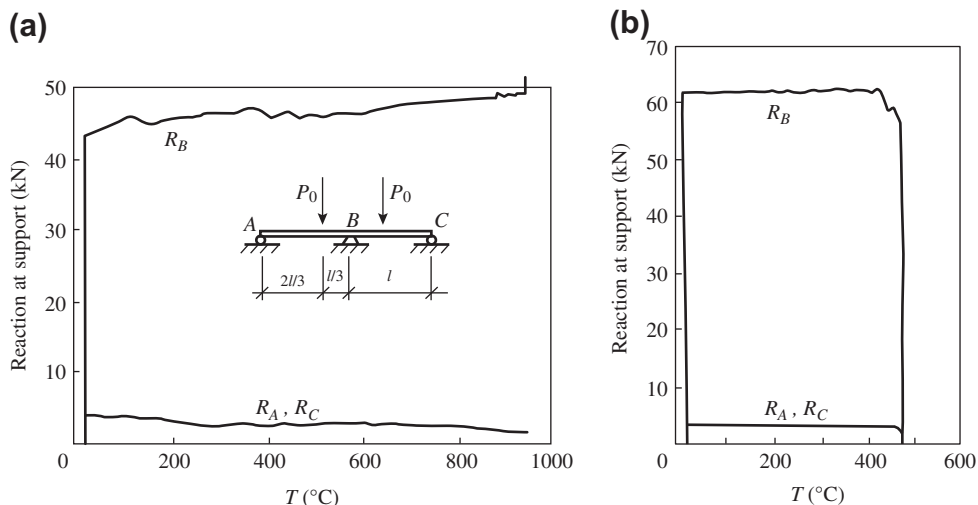 (a)
Reaction at support (kN)
50
40
30
20
10
0
200
400
600
800
1000
T (°C)
R_B
P_0
P_0
A
B
C
2l/3
l/3
l
R_A , R_C
(b)
Reaction at support (kN)
70
60
50
40
30
20
10
0
200
400
600
T (°C)
R_B
R_A , R_C